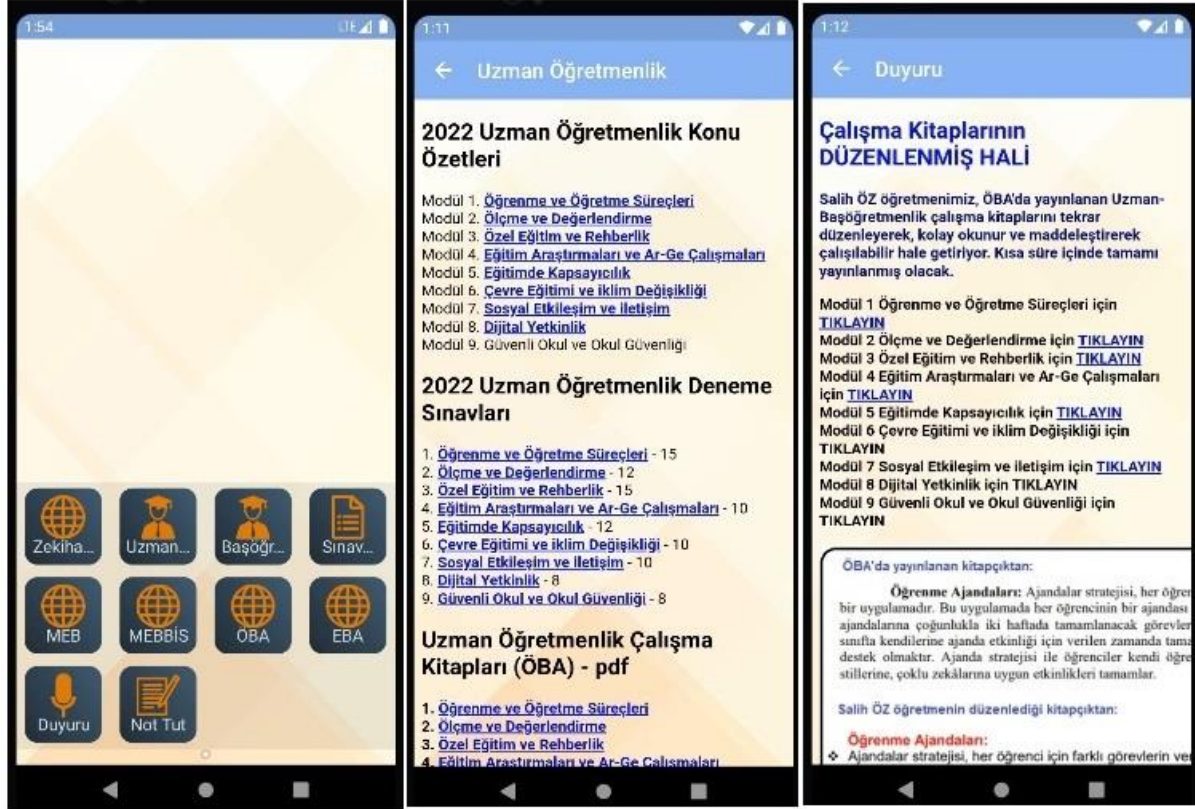 1:54
LTE
Zekiha...
Uzman...
Başöğr...
Sınav...
MEB
MEBBİS
ÖBA
EBA
Duyuru
Not Tut
1:11
Uzman Öğretmenlik
2022 Uzman Öğretmenlik Konu
Özetleri
Modül 1. Öğrenme ve Öğretme Süreçleri
Modül 2. Ölçme ve Değerlendirme
Modül 3. Özel Eğitim ve Rehberlik
Modül 4. Eğitim Araştırmaları ve Ar-Ge Çalışmaları
Modül 5. Eğitimde Kapsayıcılık
Modül 6. Çevre Eğitimi ve iklim Değişikliği
Modül 7. Sosyal Etkileşim ve iletişim
Modül 8. Dijital Yetkinlik
Modül 9. Güvenli Okul ve Okul Güvenliği
2022 Uzman Öğretmenlik Deneme
Sınavları
1. Öğrenme ve Öğretme Süreçleri - 15
2. Ölçme ve Değerlendirme - 12
3. Özel Eğitim ve Rehberlik - 15
4. Eğitim Araştırmaları ve Ar-Ge Çalışmaları - 10
5. Eğitimde Kapsayıcılık - 12
6. Çevre Eğitimi ve iklim Değişikliği - 10
7. Sosyal Etkileşim ve iletişim - 10
8. Dijital Yetkinlik - 8
9. Güvenli Okul ve Okul Güvenliği - 8
Uzman Öğretmenlik Çalışma
Kitapları (ÖBA) - pdf
1. Öğrenme ve Öğretme Süreçleri
2. Ölçme ve Değerlendirme
3. Özel Eğitim ve Rehberlik
4. Eğitim Araştırmaları ve Ar-Ge Çalışmaları
1:12
Duyuru
Çalışma Kitaplarının
DÜZENLENMİŞ HALİ
Salih ÖZ öğretmenimiz, ÖBA'da yayınlanan Uzman-
Başöğretmenlik çalışma kitaplarını tekrar
düzenleyerek, kolay okunur ve maddeleştirerek
çalışılabilir hale getiriyor. Kısa süre içinde tamamı
yayınlanmış olacak.
Modül 1 Öğrenme ve Öğretme Süreçleri için
TIKLAYIN
Modül 2 Ölçme ve Değerlendirme için TIKLAYIN
Modül 3 Özel Eğitim ve Rehberlik için TIKLAYIN
Modül 4 Eğitim Araştırmaları ve Ar-Ge Çalışmaları
için TIKLAYIN
Modül 5 Eğitimde Kapsayıcılık için TIKLAYIN
Modül 6 Çevre Eğitimi ve iklim Değişikliği için
TIKLAYIN
Modül 7 Sosyal Etkileşim ve iletişim için TIKLAYIN
Modül 8 Dijital Yetkinlik için TIKLAYIN
Modül 9 Güvenli Okul ve Okul Güvenliği için
TIKLAYIN
ÖBA'da yayınlanan kitapçıktan:
Öğrenme Ajandaları: Ajandalar stratejisi, her öğren
bir uygulamadır. Bu uygulamada her öğrencinin bir ajandası
ajandalarına çoğunlukla iki haftada tamamlanacak görevler
sınıfta kendilerine ajanda etkinliği için verilen zamanda tama
destek olmaktır. Ajanda stratejisi ile öğrenciler kendi öğre
stillerine, çoklu zekâlarına uygun etkinlikleri tamamlar.
Salih ÖZ öğretmenin düzenlediği kitapçıktan:
Öğrenme Ajandaları:
❖ Ajandalar stratejisi, her öğrenci için farklı görevlerin ver